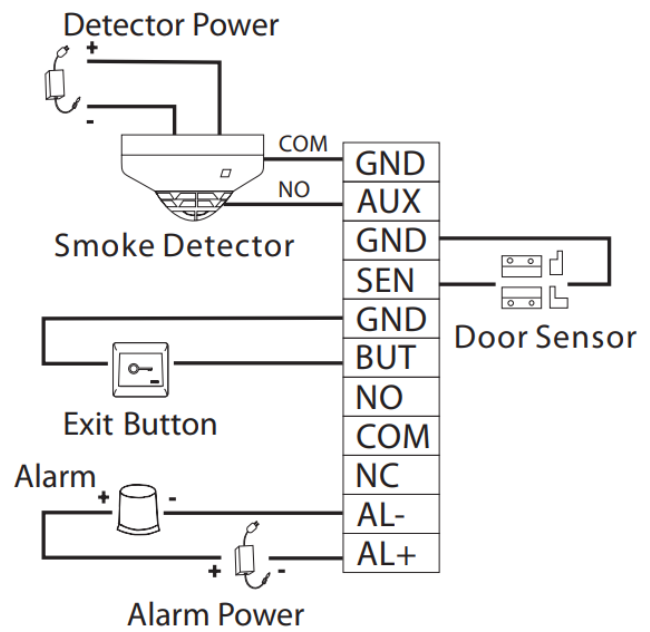 Detector Power
+
-
COM
NO
Smoke Detector
GND
AUX
GND
SEN
GND
BUT
NO
COM
NC
AL-
AL+
Door Sensor
Exit Button
Alarm
+ -
+ -
Alarm Power